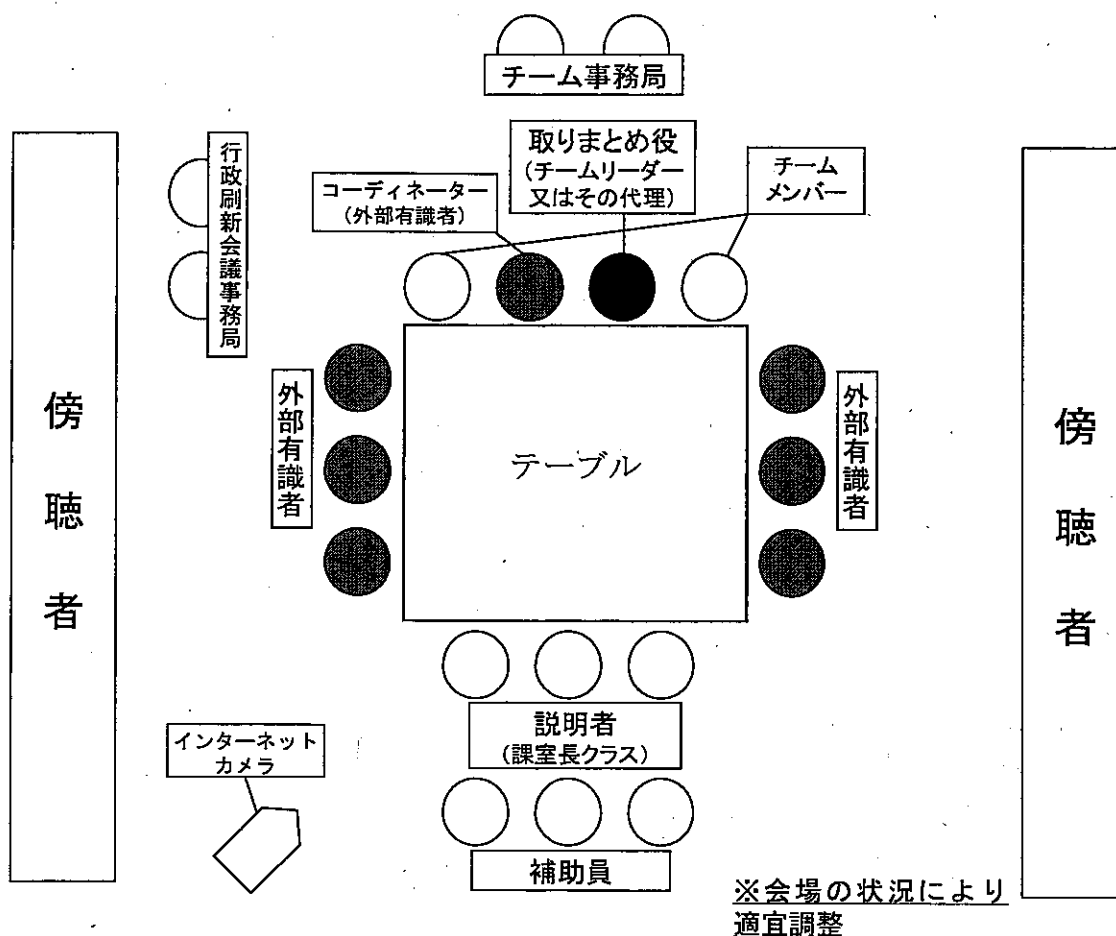 チーム事務局
行政刷新会議事務局
取りまとめ役
(チームリーダー
又はその代理)
チーム
メンバー
コーディネーター
(外部有識者)
傍聴者
外部有識者
テーブル
外部有識者
傍聴者
説明者
(課室長クラス)
インターネット
カメラ
補助員
※会場の状況により
適宜調整